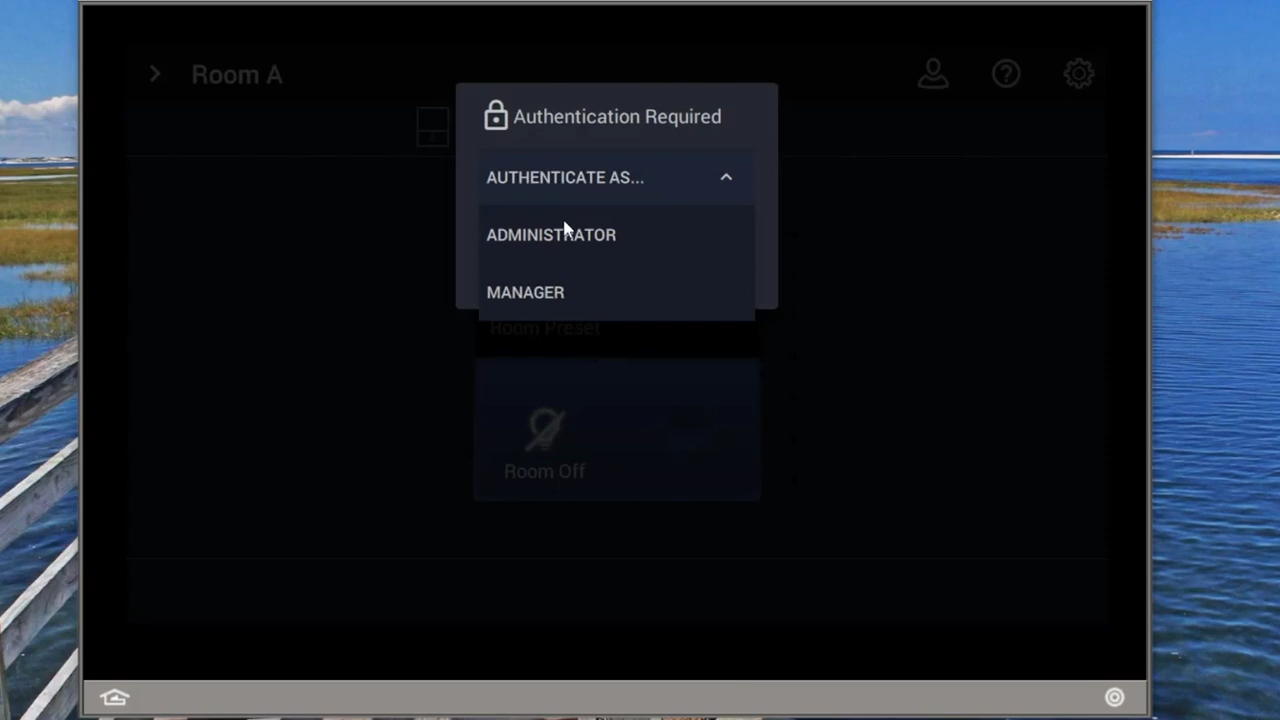 Room A
Authentication Required
AUTHENTICATE AS...
ADMINISTRATOR
MANAGER
Room Preset
Room Off